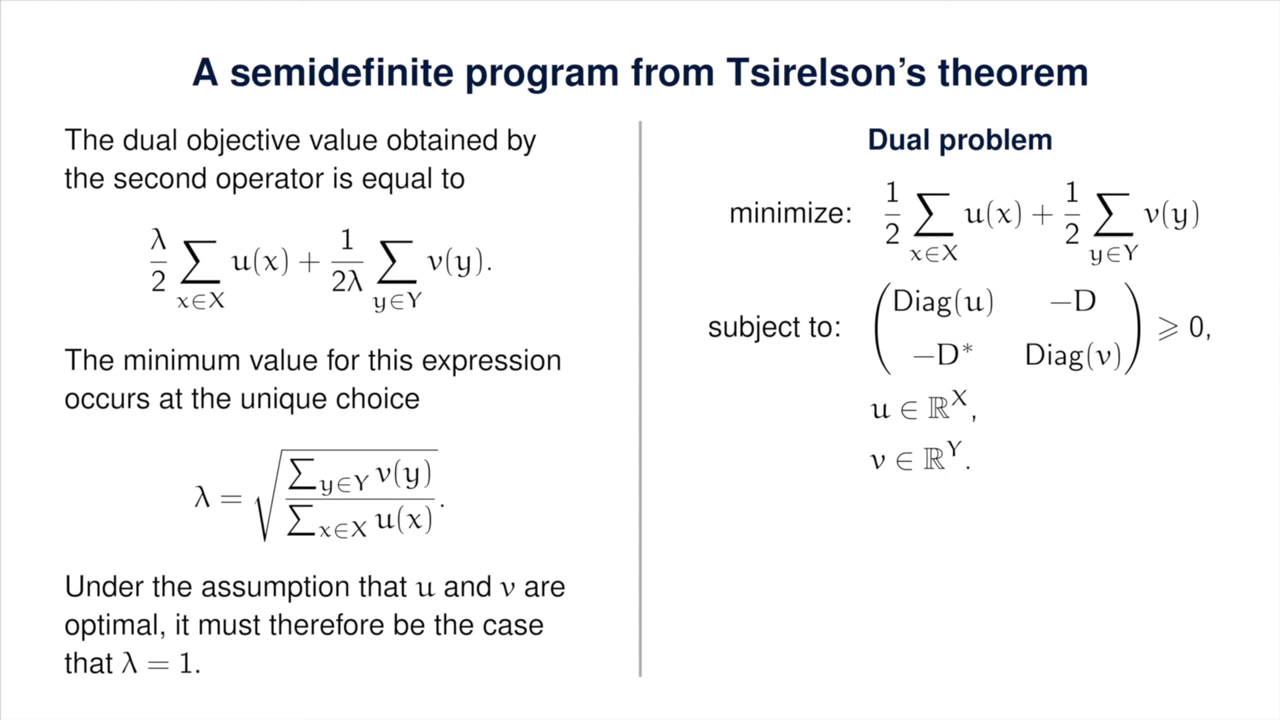 A semidefinite program from Tsirelson's theorem
The dual objective value obtained by
the second operator is equal to
λ/2 ∑_{x∈X} u(x) + 1/(2λ) ∑_{y∈Y} v(y).
The minimum value for this expression
occurs at the unique choice
λ = √(∑_{y∈Y} v(y) / ∑_{x∈X} u(x)).
Under the assumption that u and v are
optimal, it must therefore be the case
that λ = 1.
Dual problem
minimize: 1/2 ∑_{x∈X} u(x) + 1/2 ∑_{y∈Y} v(y)
subject to: (Diag(u) −D
−D* Diag(v)) ⩾ 0,
u ∈ ℝ^X,
v ∈ ℝ^Y.